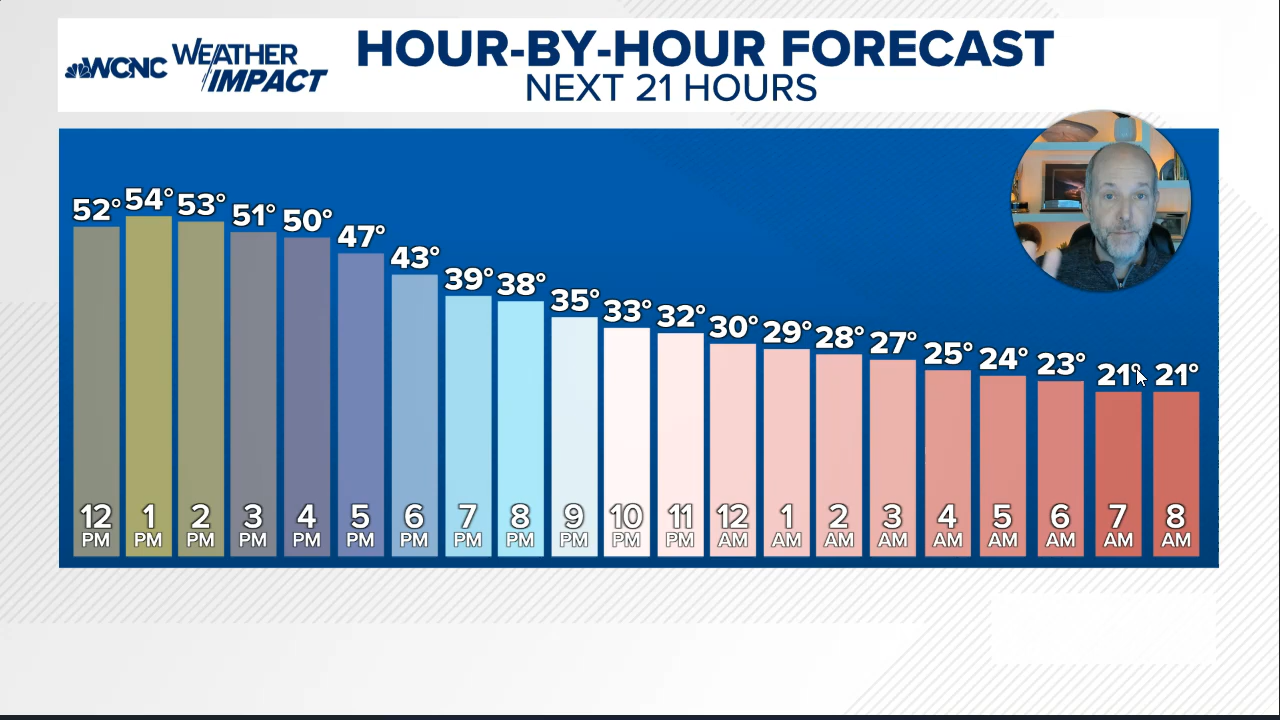 WCNC WEATHER IMPACT
HOUR-BY-HOUR FORECAST
NEXT 21 HOURS
52° 54° 53° 51° 50° 47° 43° 39° 38° 35° 33° 32° 30° 29° 28° 27° 25° 24° 23° 21° 21°
12 1 2 3 4 5 6 7 8 9 10 11 12 1 2 3 4 5 6 7 8
PM PM PM PM PM PM PM PM PM PM PM PM AM AM AM AM AM AM AM AM AM